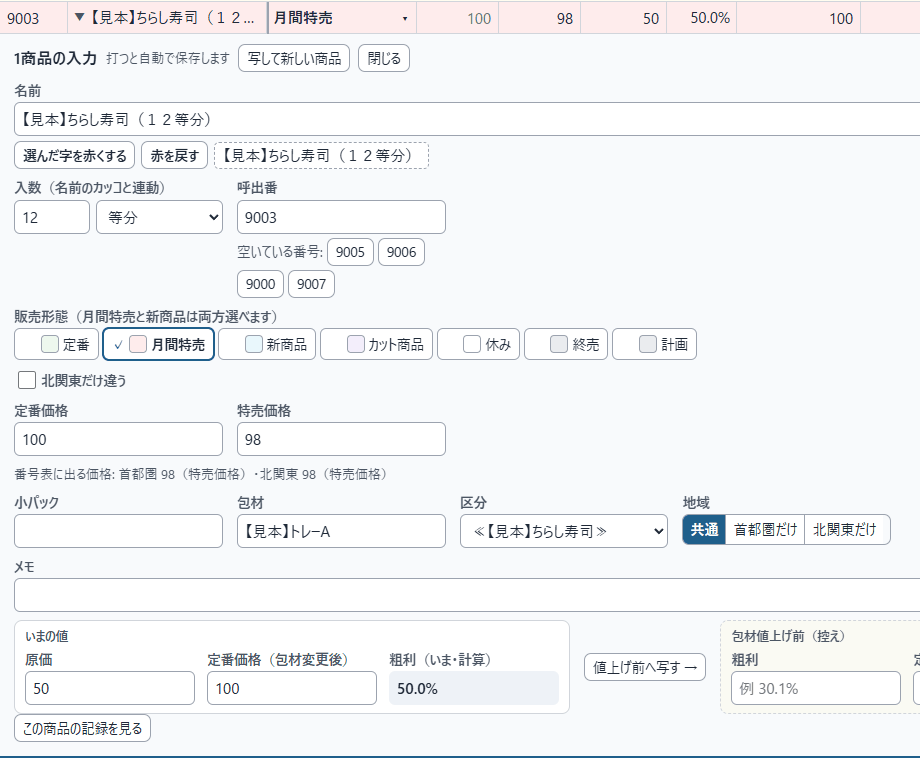 9003 ▼【見本】ちらし寿司（１２… 月間特売 100 98 50 50.0% 100
1商品の入力 打つと自動で保存します 写して新しい商品 閉じる
名前
【見本】ちらし寿司（１２等分）
選んだ字を赤くする 赤を戻す 【見本】ちらし寿司（１２等分）
入数（名前のカッコと連動） 呼出番
12 等分 9003
空いている番号: 9005 9006
9000 9007
販売形態（月間特売と新商品は両方選べます）
定番 ✓ 月間特売 新商品 カット商品 休み 終売 計画
北関東だけ違う
定番価格 特売価格
100 98
番号表に出る価格: 首都圏 98（特売価格）・北関東 98（特売価格）
小パック 包材 区分 地域
【見本】トレーA ≪【見本】ちらし寿司≫ 共通 首都圏だけ 北関東だけ
メモ
いまの値 包材値上げ前（控え）
原価 定番価格（包材変更後） 粗利（いま・計算） 値上げ前へ写す → 粗利
50 100 50.0% 例 30.1%
この商品の記録を見る